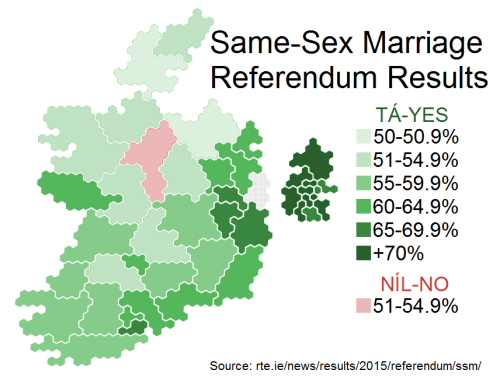 Same-Sex Marriage
Referendum Results
TÁ-YES
50-50.9%
51-54.9%
55-59.9%
60-64.9%
65-69.9%
+70%
NÍL-NO
51-54.9%
Source: rte.ie/news/results/2015/referendum/ssm/